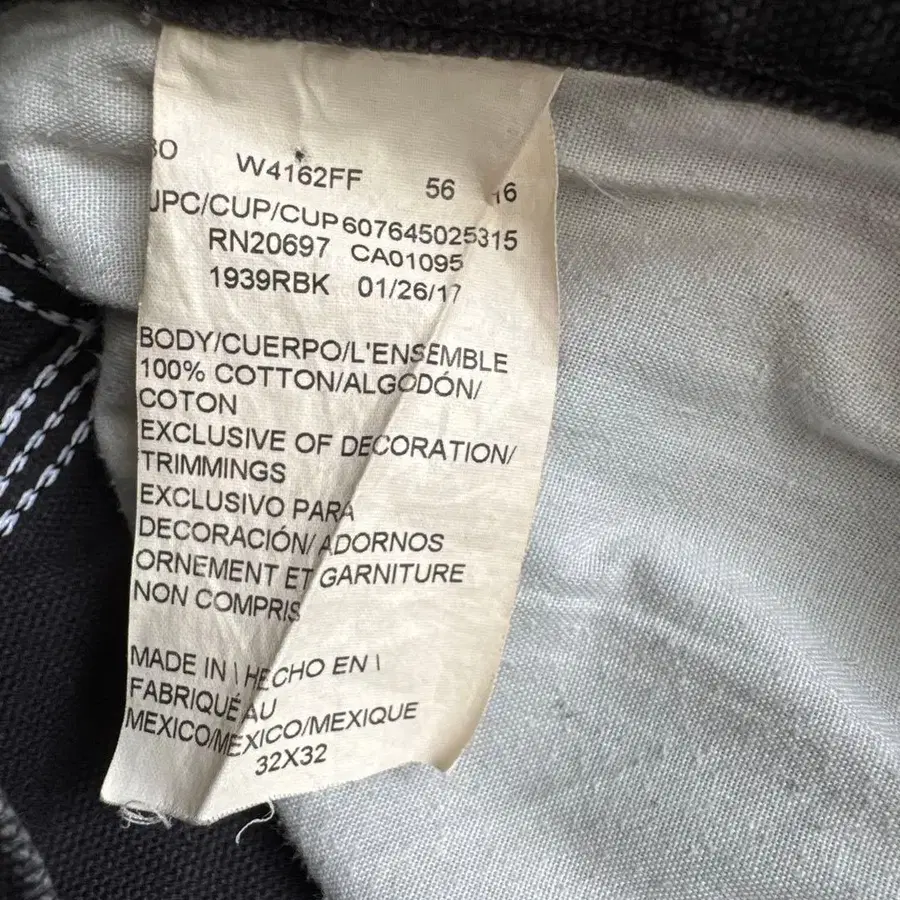 W4162FF 56 16
UPC/CUP/CUP 607645025315
RN20697 CA01095
1939RBK 01/26/17
BODY/CUERPO/L'ENSEMBLE
100% COTTON/ALGODÓN/
COTON
EXCLUSIVE OF DECORATION/
TRIMMINGS
EXCLUSIVO PARA
DECORACIÓN/ ADORNOS
ORNEMENT ET GARNITURE
NON COMPRIS
MADE IN \ HECHO EN \
FABRIQUÉ AU
MEXICO/MEXICO/MEXIQUE
32X32